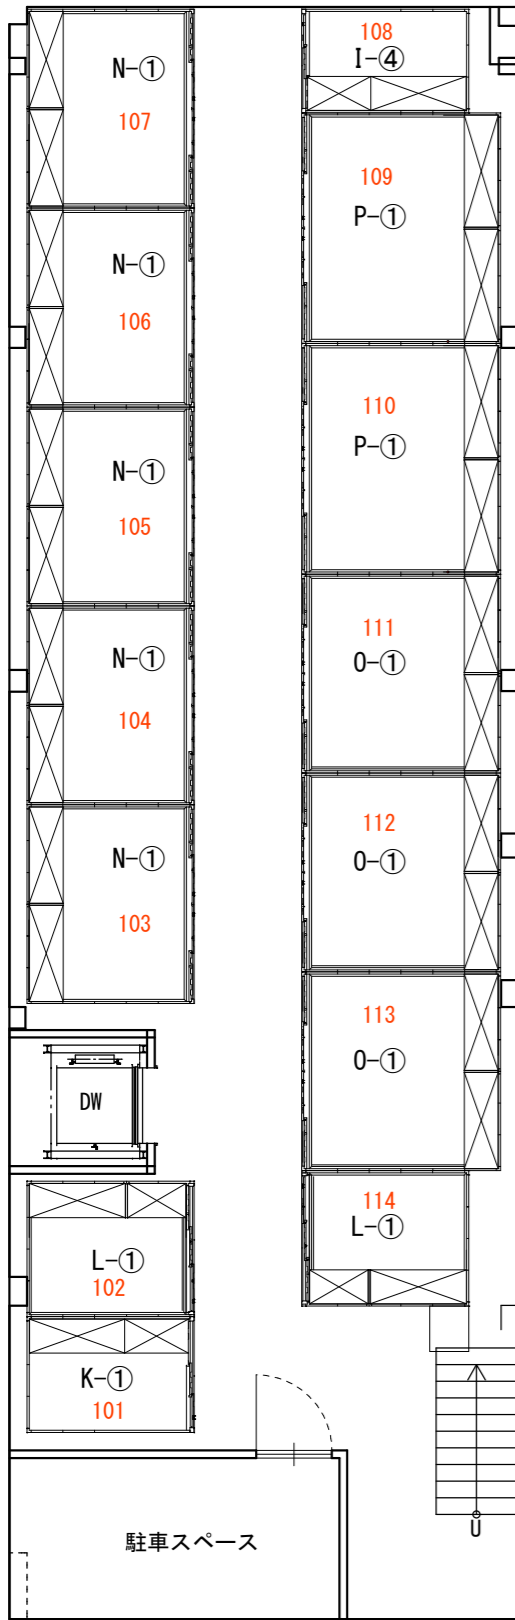 N-①
107
N-①
106
N-①
105
N-①
104
N-①
103
DW
L-①
102
K-①
101
108
I-④
109
P-①
110
P-①
111
O-①
112
O-①
113
O-①
114
L-①
U
駐車スペース